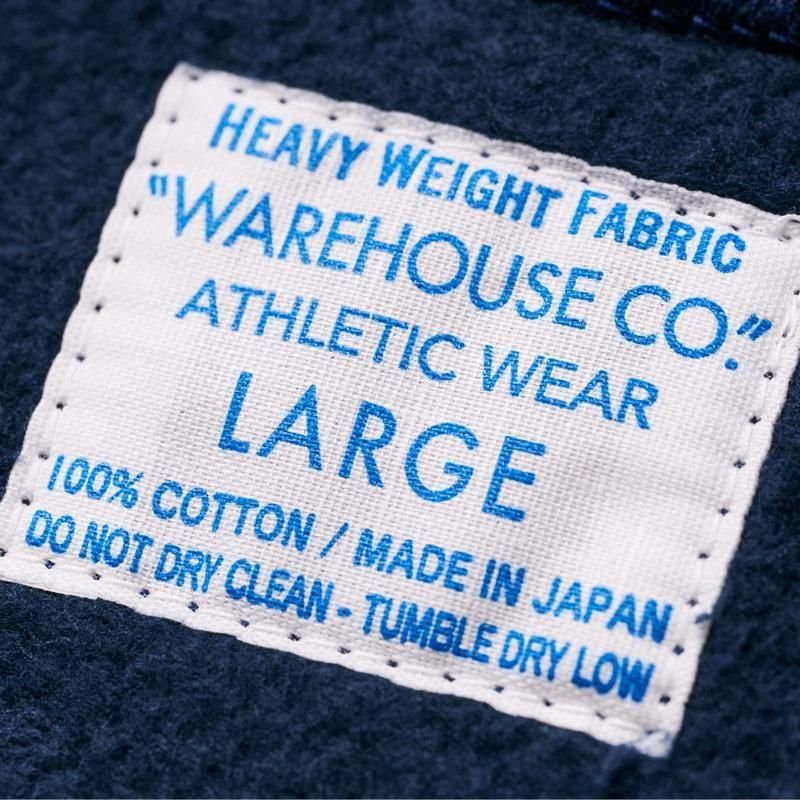 HEAVY WEIGHT FABRIC
"WAREHOUSE CO."
ATHLETIC WEAR
LARGE
100% COTTON / MADE IN JAPAN
DO NOT DRY CLEAN - TUMBLE DRY LOW